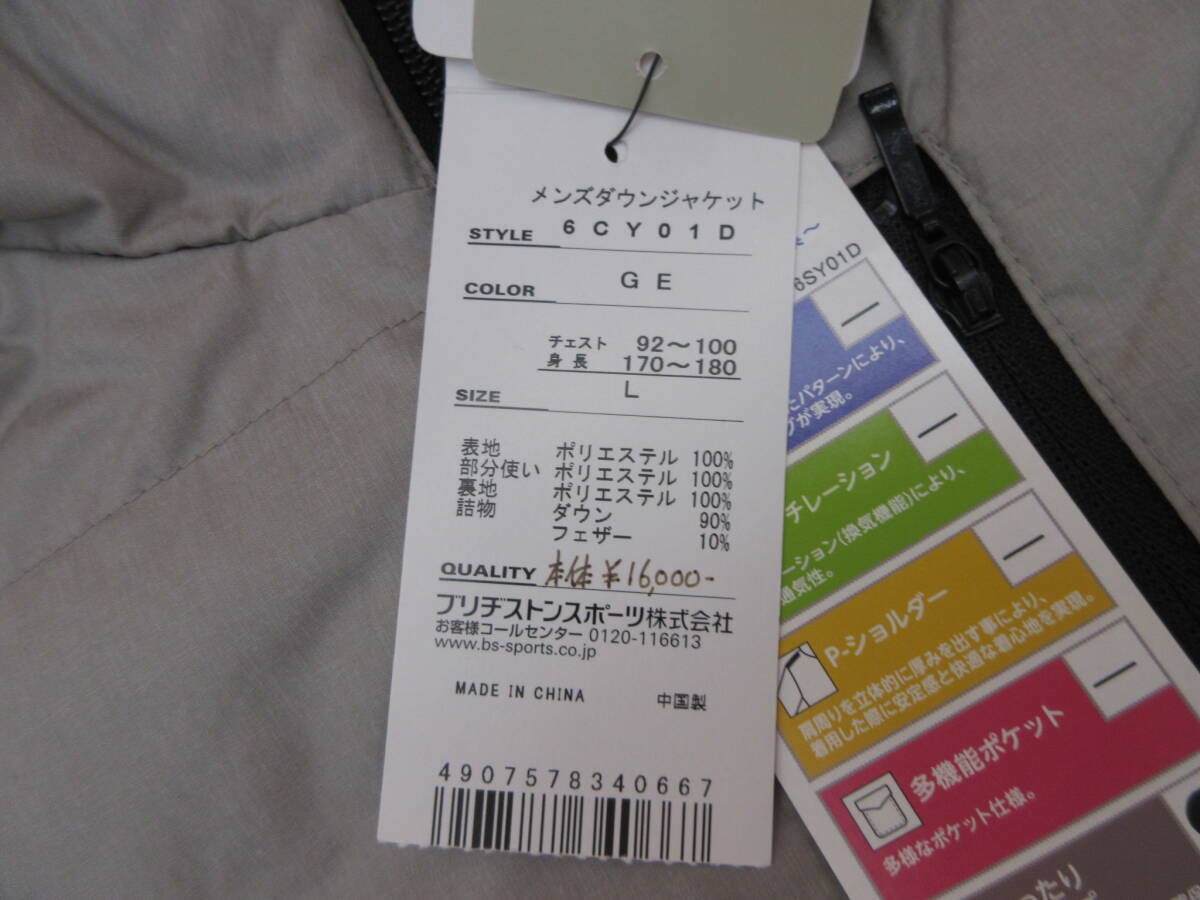 メンズダウンジャケット
STYLE 6CY01D
COLOR GE
チェスト 92〜100
身長 170〜180
SIZE L
表地 ポリエステル 100%
部分使い ポリエステル 100%
裏地 ポリエステル 100%
詰物 ダウン 90%
フェザー 10%
QUALITY 本体¥16,000-
ブリヂストンスポーツ株式会社
お客様コールセンター 0120-116613
www.bs-sports.co.jp
MADE IN CHINA 中国製
4907578340667
6SY01D
パターンにより、
が実現。
チレーション
ーション(換気機能)により、
通気性。
P-ショルダー
肩周りを立体的に厚みを出す事により、
着用した際に安定感と快適な着心地を実現。
多機能ポケット
多様なポケット仕様。
ったり